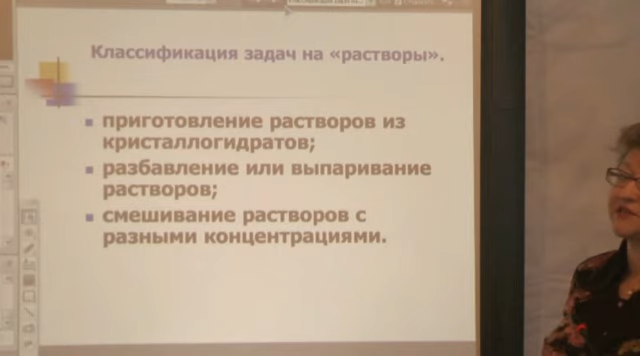 Классификация задач на «растворы».
приготовление растворов из
кристаллогидратов;
разбавление или выпаривание
растворов;
смешивание растворов с
разными концентрациями.